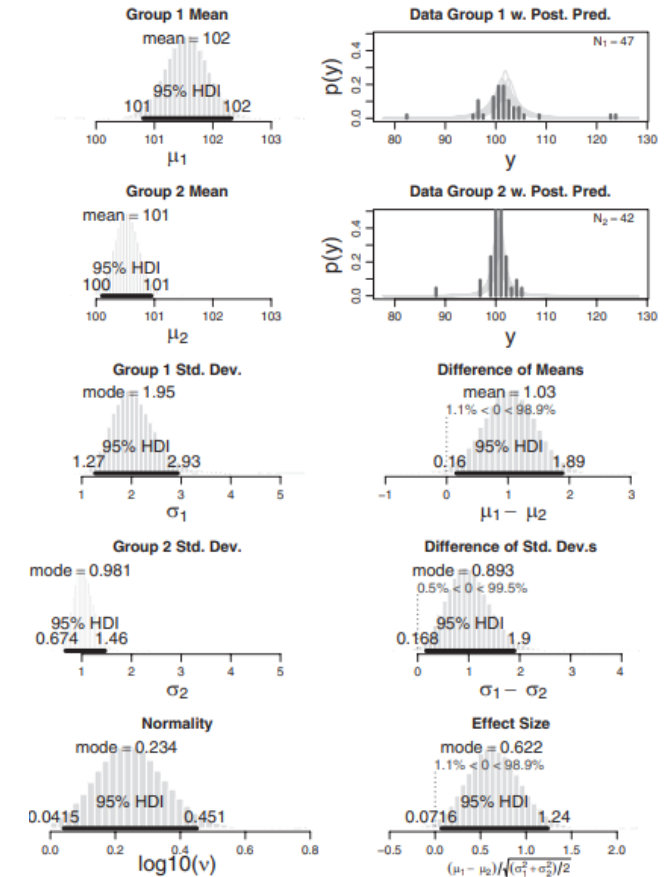 Group 1 Mean
mean = 102
95% HDI
101 102
100 101 102 103
μ1
Data Group 1 w. Post. Pred.
N1 = 47
p(y)
0.0 0.2 0.4
80 90 100 110 120 130
y
Group 2 Mean
mean = 101
95% HDI
100 101
100 101 102 103
μ2
Data Group 2 w. Post. Pred.
N2 = 42
p(y)
0.0 0.2 0.4
80 90 100 110 120 130
y
Group 1 Std. Dev.
mode = 1.95
95% HDI
1.27 2.93
1 2 3 4 5
σ1
Difference of Means
mean = 1.03
1.1% < 0 < 98.9%
95% HDI
0.16 1.89
−1 0 1 2 3
μ1 − μ2
Group 2 Std. Dev.
mode = 0.981
95% HDI
0.674 1.46
1 2 3 4 5
σ2
Difference of Std. Dev.s
mode = 0.893
0.5% < 0 < 99.5%
95% HDI
0.168 1.9
0 1 2 3 4
σ1 − σ2
Normality
mode = 0.234
95% HDI
0.0415 0.451
0.0 0.2 0.4 0.6 0.8
log10(ν)
Effect Size
mode = 0.622
1.1% < 0 < 98.9%
95% HDI
0.0716 1.24
−0.5 0.0 0.5 1.0 1.5 2.0
(μ1 − μ2)/√(σ1² + σ2²)/2